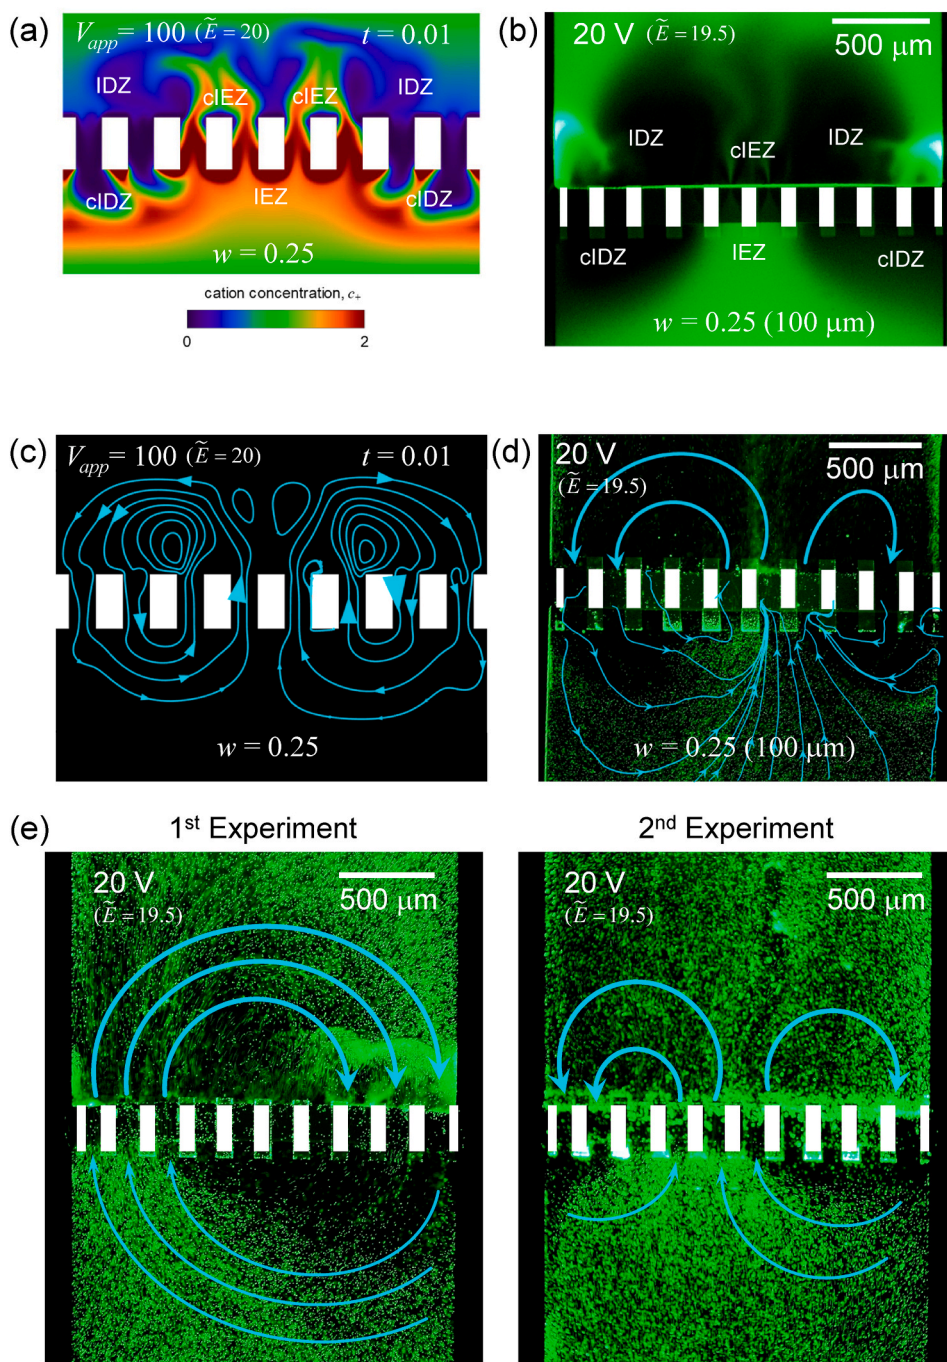 (a)
V_app = 100 (Ẽ = 20) t = 0.01
IDZ cIEZ cIEZ IDZ
cIDZ IEZ cIDZ
w = 0.25
cation concentration, c₊
0 2
(b)
20 V (Ẽ = 19.5) 500 μm
IDZ cIEZ IDZ
cIDZ IEZ cIDZ
w = 0.25 (100 μm)
(c)
V_app = 100 (Ẽ = 20) t = 0.01
w = 0.25
(d)
20 V 500 μm
(Ẽ = 19.5)
w = 0.25 (100 μm)
(e)
1st Experiment
20 V 500 μm
(Ẽ = 19.5)
2nd Experiment
20 V 500 μm
(Ẽ = 19.5)